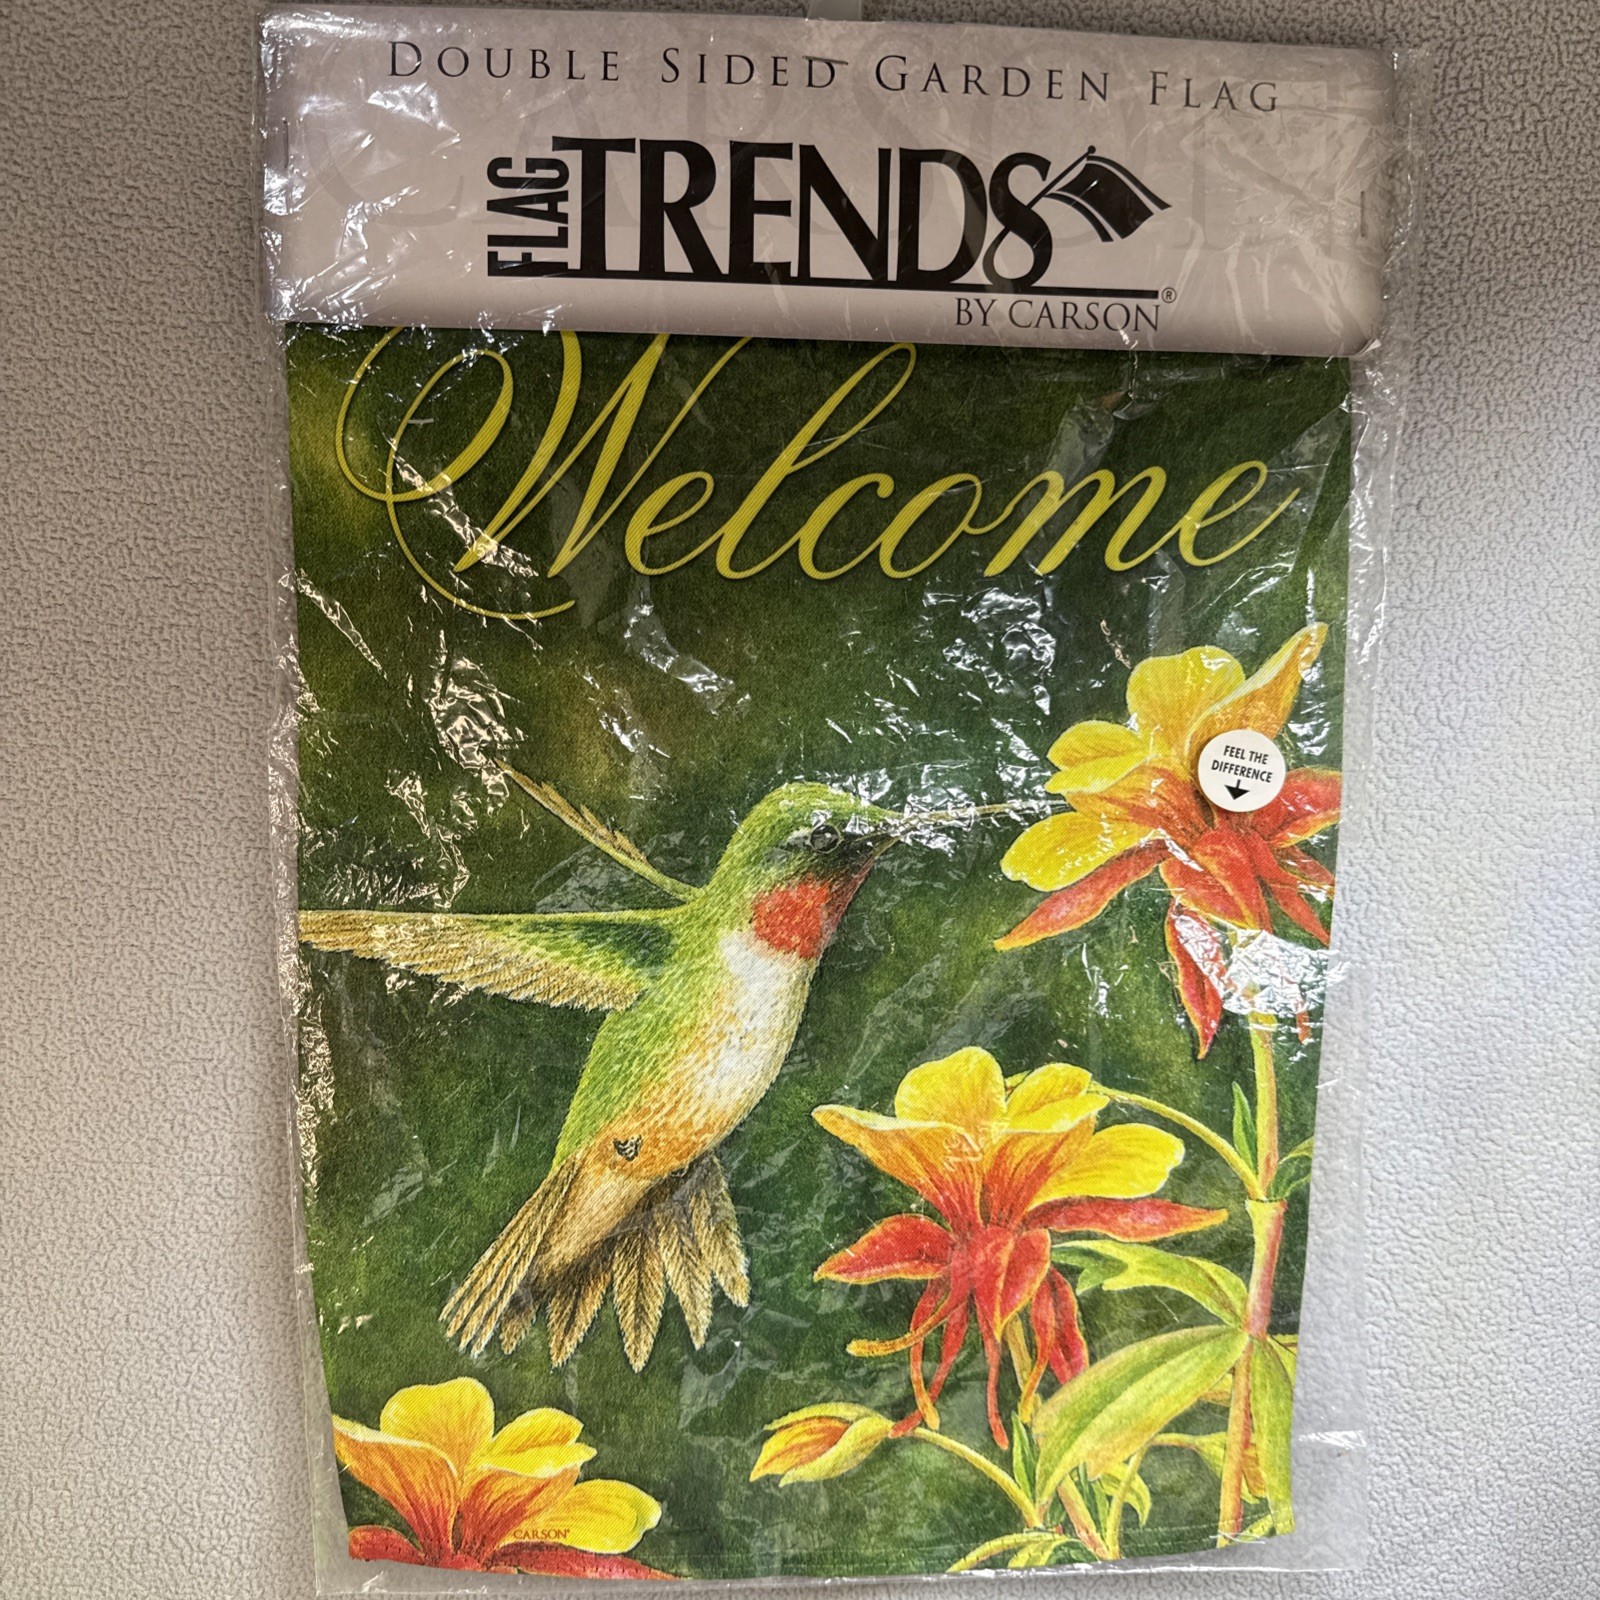 DOUBLE SIDED GARDEN FLAG
FLAG TRENDS®
BY CARSON
Welcome
FEEL THE
DIFFERENCE
CARSON®